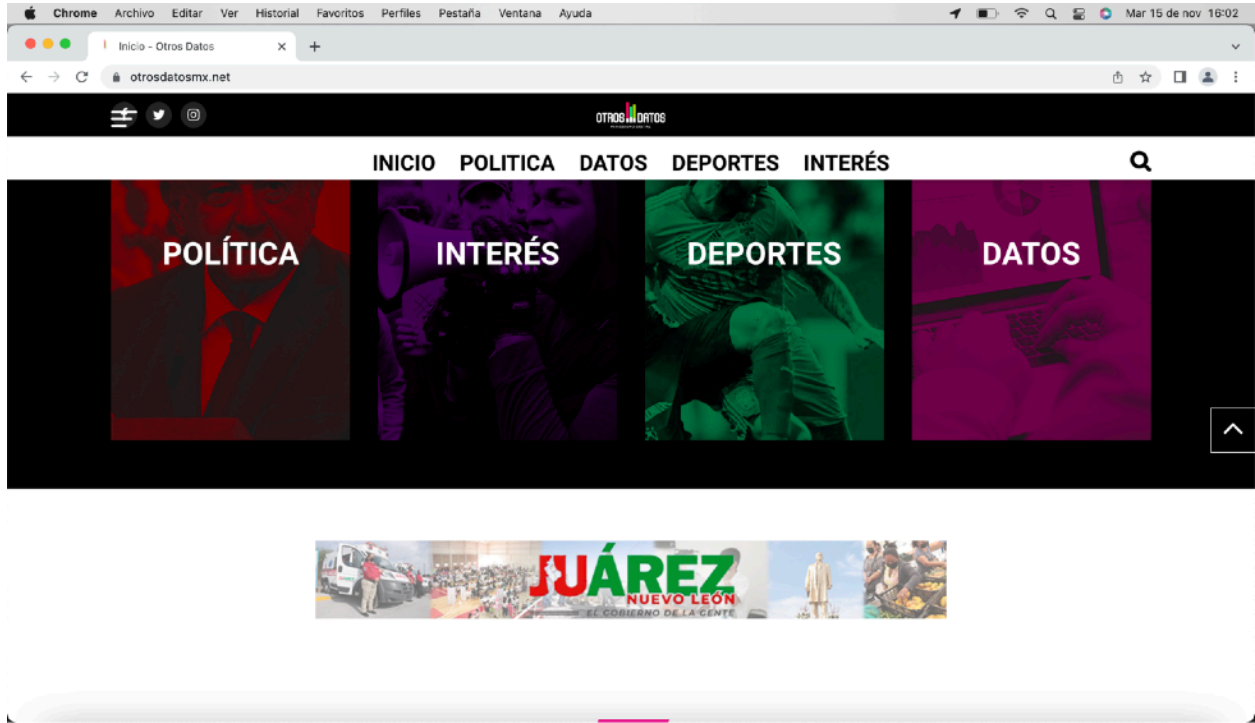 Chrome Archivo Editar Ver Historial Favoritos Perfiles Pestaña Ventana Ayuda Mar 15 de nov 16:02
Inicio - Otros Datos
otrosdatosmx.net
OTROS DATOS
INICIO POLITICA DATOS DEPORTES INTERÉS
POLÍTICA INTERÉS DEPORTES DATOS
JUÁREZ
NUEVO LEÓN
EL GOBIERNO DE LA GENTE